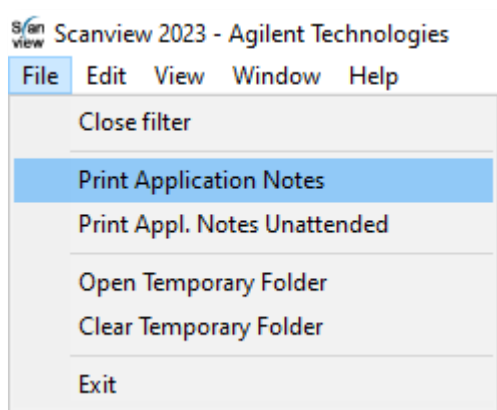 Scan
view
Scanview 2023 - Agilent Technologies
File Edit View Window Help
Close filter
Print Application Notes
Print Appl. Notes Unattended
Open Temporary Folder
Clear Temporary Folder
Exit